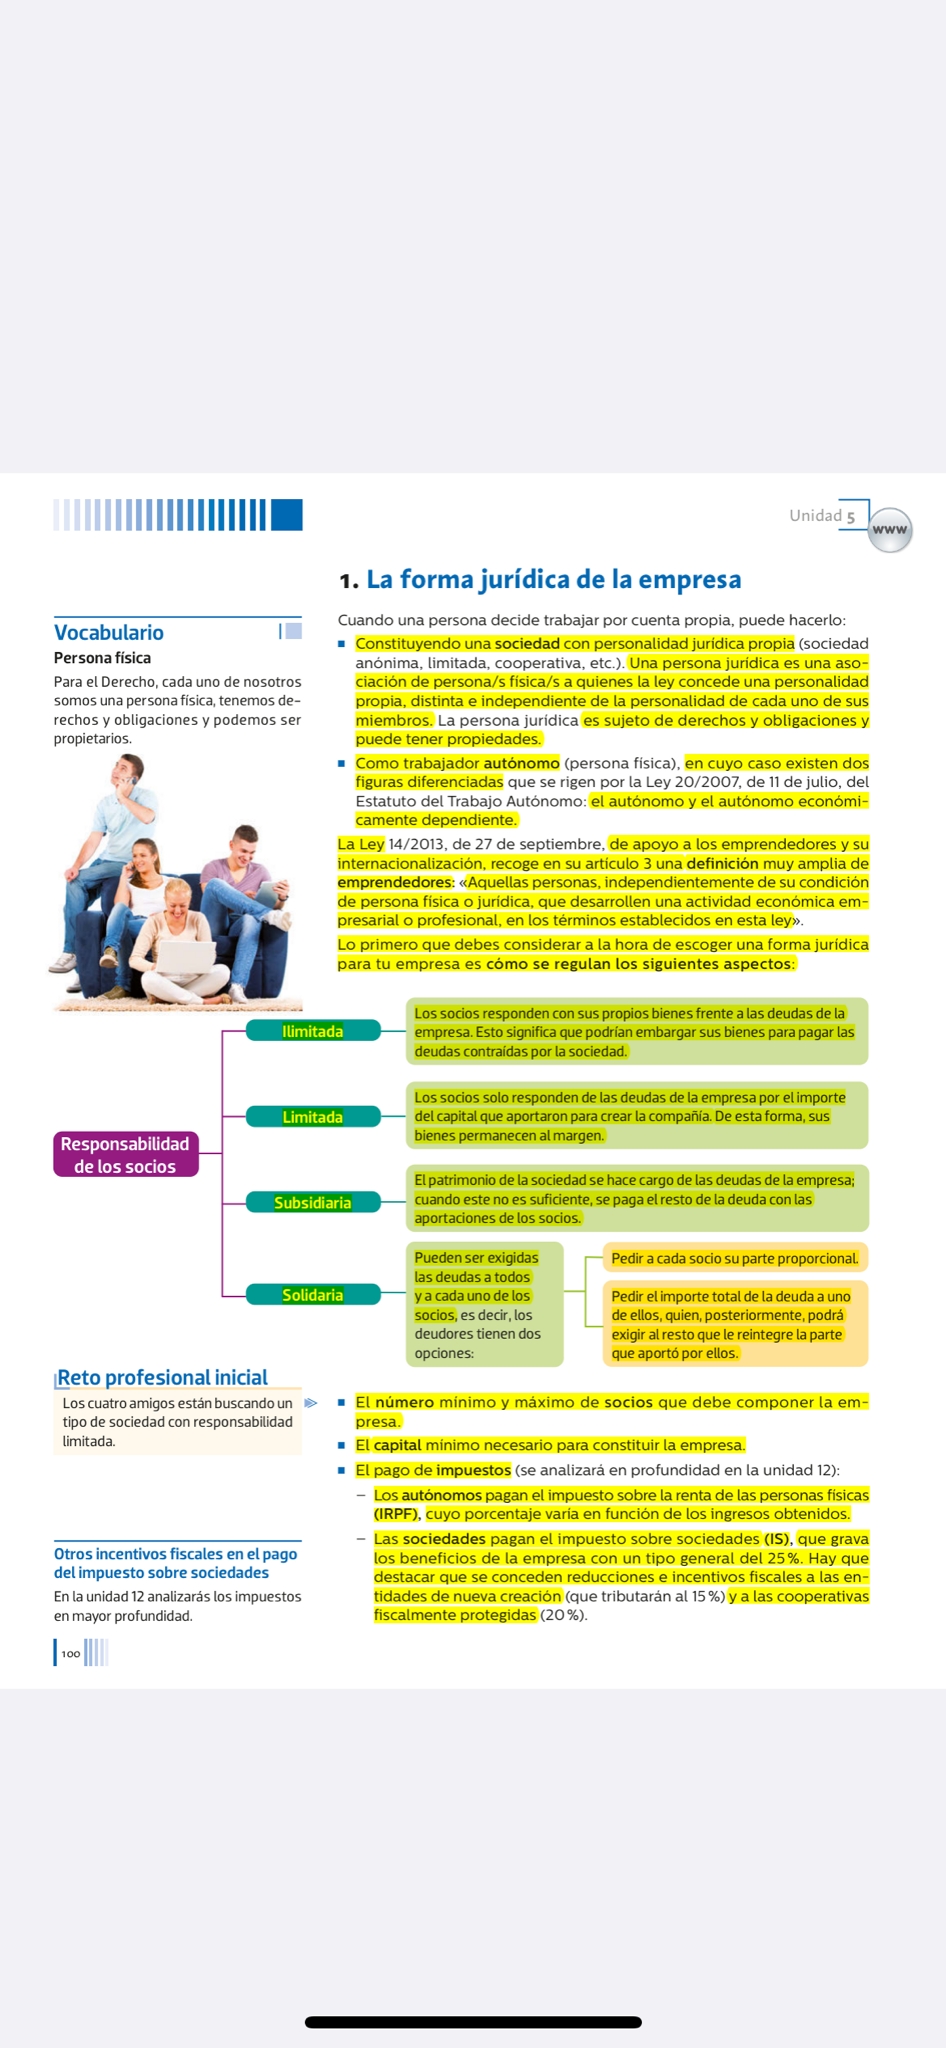 Unidad 5
www
1. La forma jurídica de la empresa
Vocabulario
Persona física
Para el Derecho, cada uno de nosotros
somos una persona física, tenemos de-
rechos y obligaciones y podemos ser
propietarios.
Cuando una persona decide trabajar por cuenta propia, puede hacerlo:
■ Constituyendo una sociedad con personalidad jurídica propia (sociedad
anónima, limitada, cooperativa, etc.). Una persona jurídica es una aso-
ciación de persona/s física/s a quienes la ley concede una personalidad
propia, distinta e independiente de la personalidad de cada uno de sus
miembros. La persona jurídica es sujeto de derechos y obligaciones y
puede tener propiedades.
■ Como trabajador autónomo (persona física), en cuyo caso existen dos
figuras diferenciadas que se rigen por la Ley 20/2007, de 11 de julio, del
Estatuto del Trabajo Autónomo: el autónomo y el autónomo económi-
camente dependiente.
La Ley 14/2013, de 27 de septiembre, de apoyo a los emprendedores y su
internacionalización, recoge en su artículo 3 una definición muy amplia de
emprendedores: «Aquellas personas, independientemente de su condición
de persona física o jurídica, que desarrollen una actividad económica em-
presarial o profesional, en los términos establecidos en esta ley».
Lo primero que debes considerar a la hora de escoger una forma jurídica
para tu empresa es cómo se regulan los siguientes aspectos:
Responsabilidad
de los socios
Ilimitada
Los socios responden con sus propios bienes frente a las deudas de la
empresa. Esto significa que podrían embargar sus bienes para pagar las
deudas contraídas por la sociedad.
Limitada
Los socios solo responden de las deudas de la empresa por el importe
del capital que aportaron para crear la compañía. De esta forma, sus
bienes permanecen al margen.
Subsidiaria
El patrimonio de la sociedad se hace cargo de las deudas de la empresa;
cuando este no es suficiente, se paga el resto de la deuda con las
aportaciones de los socios.
Solidaria
Pueden ser exigidas
las deudas a todos
y a cada uno de los
socios, es decir, los
deudores tienen dos
opciones:
Pedir a cada socio su parte proporcional.
Pedir el importe total de la deuda a uno
de ellos, quien, posteriormente, podrá
exigir al resto que le reintegre la parte
que aportó por ellos.
Reto profesional inicial
Los cuatro amigos están buscando un
tipo de sociedad con responsabilidad
limitada.
■ El número mínimo y máximo de socios que debe componer la em-
presa.
■ El capital mínimo necesario para constituir la empresa.
■ El pago de impuestos (se analizará en profundidad en la unidad 12):
– Los autónomos pagan el impuesto sobre la renta de las personas físicas
(IRPF), cuyo porcentaje varía en función de los ingresos obtenidos.
– Las sociedades pagan el impuesto sobre sociedades (IS), que grava
los beneficios de la empresa con un tipo general del 25 %. Hay que
destacar que se conceden reducciones e incentivos fiscales a las en-
tidades de nueva creación (que tributarán al 15 %) y a las cooperativas
fiscalmente protegidas (20 %).
Otros incentivos fiscales en el pago
del impuesto sobre sociedades
En la unidad 12 analizarás los impuestos
en mayor profundidad.
100